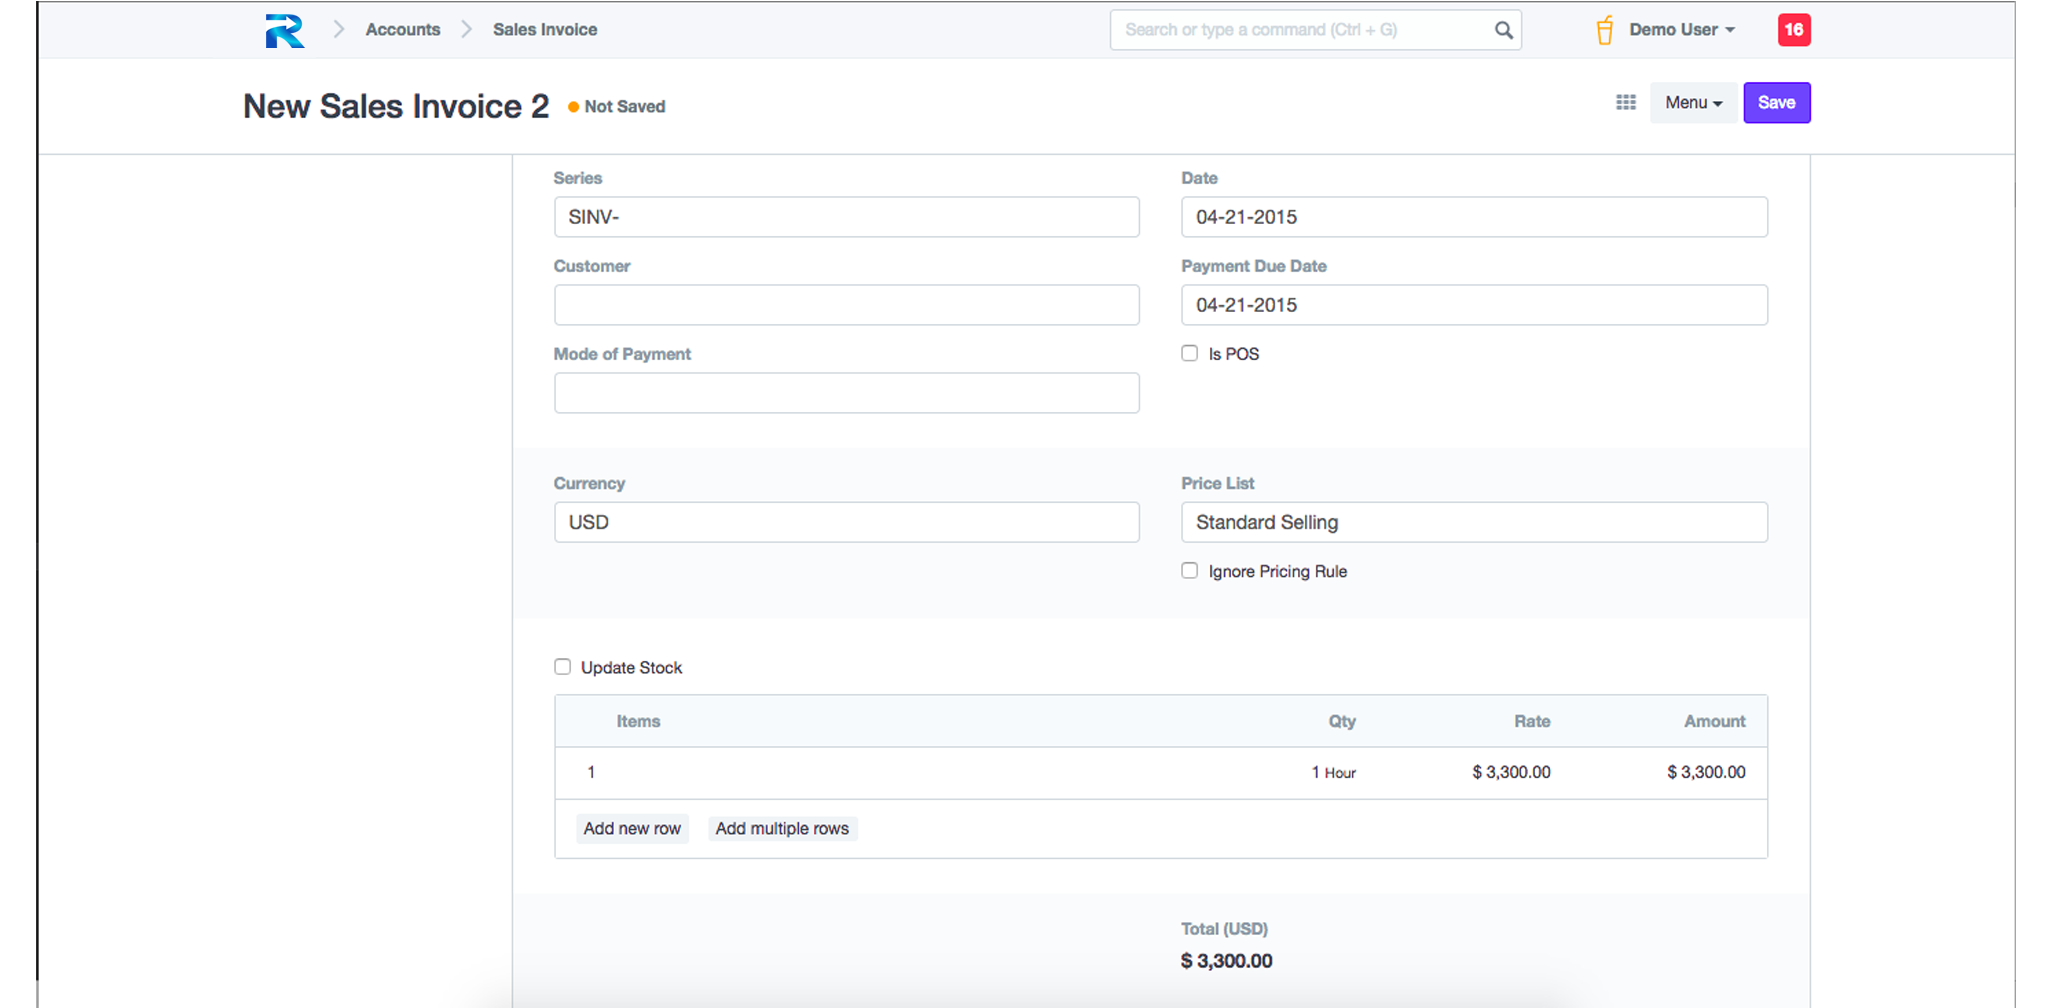 Accounts Sales Invoice Search or type a command (Ctrl + G) Demo User 16
New Sales Invoice 2 Not Saved Menu Save
Series Date
SINV- 04-21-2015
Customer Payment Due Date
04-21-2015
Mode of Payment Is POS
Currency Price List
USD Standard Selling
Ignore Pricing Rule
Update Stock
Items Qty Rate Amount
1 1 Hour $ 3,300.00 $ 3,300.00
Add new row Add multiple rows
Total (USD)
$ 3,300.00